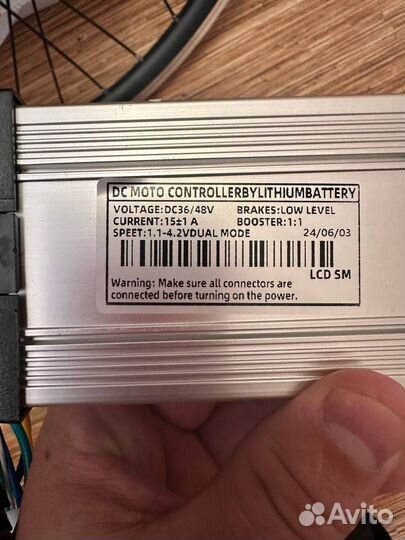 DC MOTO CONTROLLERBYLITHIUMBATTERY
VOLTAGE:DC36/48V BRAKES:LOW LEVEL
CURRENT:15±1 A BOOSTER:1:1
SPEET:1.1-4.2VDUAL MODE 24/06/03
LCD SM
Warning: Make sure all connectors are
connected before turning on the power.
Avito